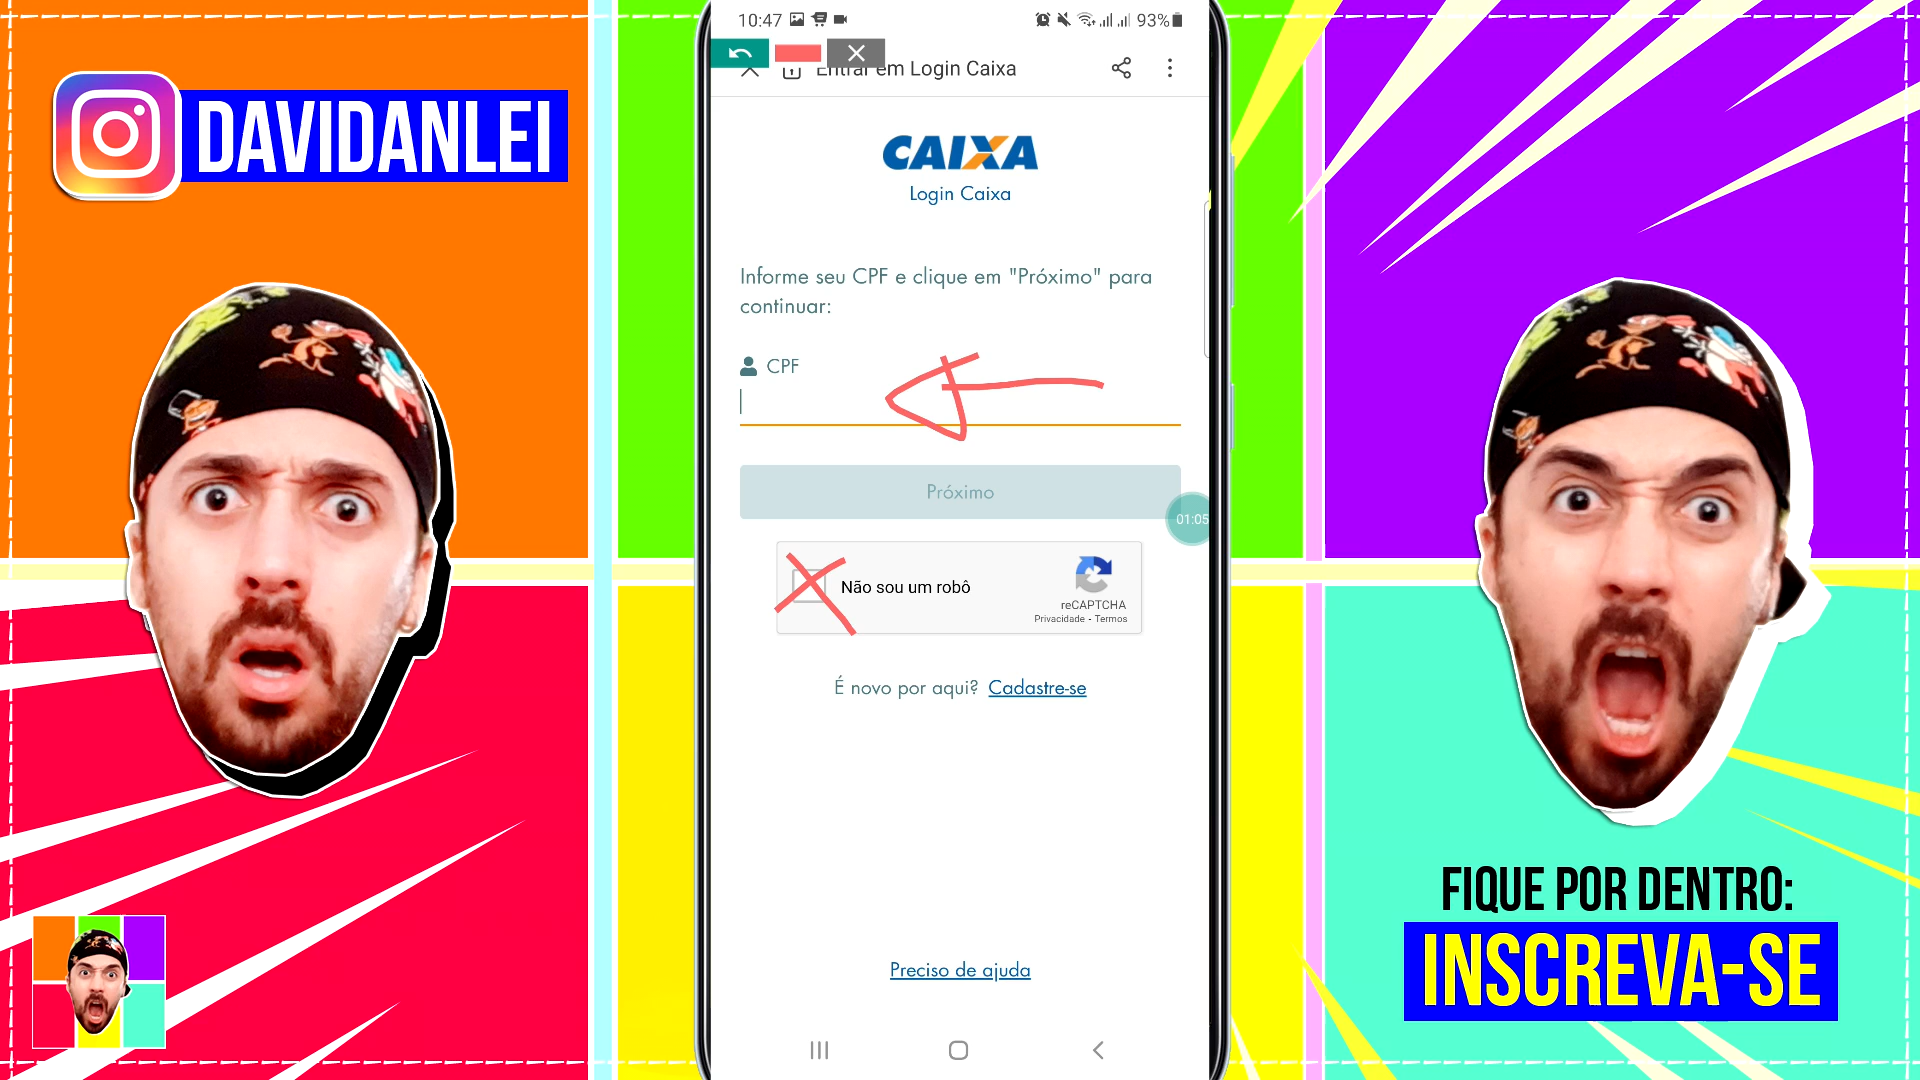 DAVIDANLEI
10:47
93%
Entrar em Login Caixa
CAIXA
Login Caixa
Informe seu CPF e clique em "Próximo" para
continuar:
CPF
Próximo
01:05
Não sou um robô
reCAPTCHA
Privacidade - Termos
É novo por aqui? Cadastre-se
Preciso de ajuda
FIQUE POR DENTRO:
INSCREVA-SE